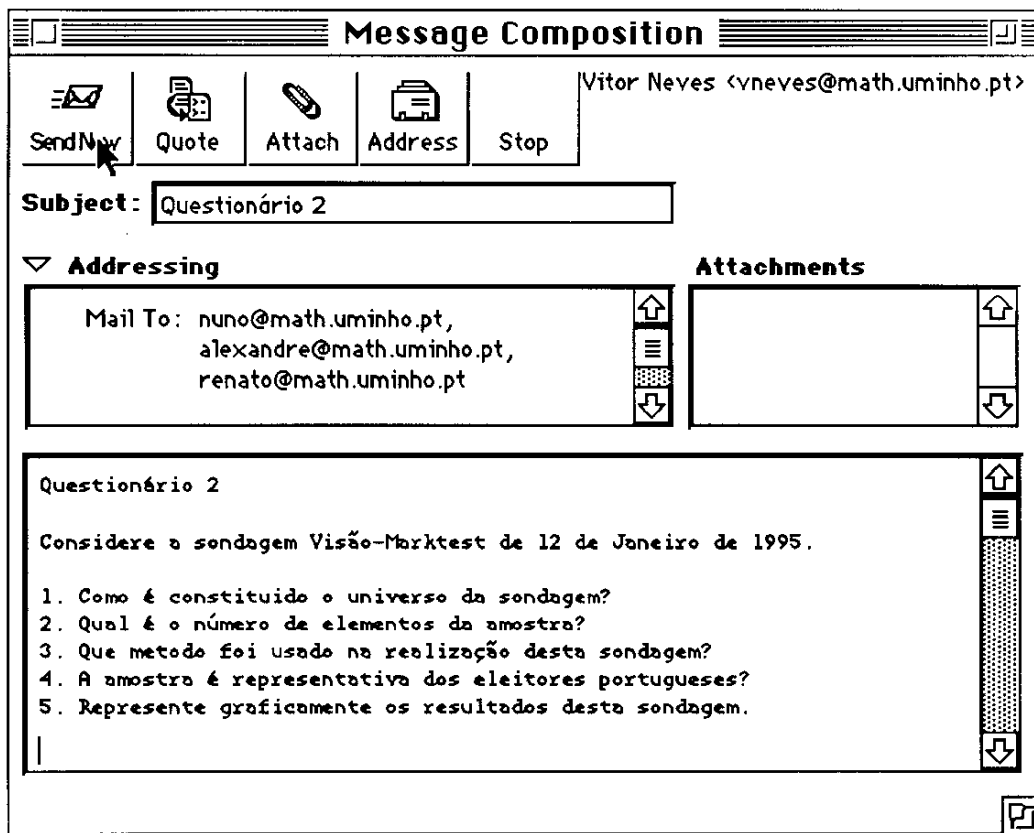 Message Composition
Send Now Quote Attach Address Stop
Vitor Neves <vneves@math.uminho.pt>
Subject: Questionário 2
Addressing
Attachments
Mail To: nuno@math.uminho.pt,
alexandre@math.uminho.pt,
renato@math.uminho.pt
Questionário 2
Considere a sondagem Visão-Marktest de 12 de Janeiro de 1995.
1. Como é constituido o universo da sondagem?
2. Qual é o número de elementos da amostra?
3. Que metodo foi usado na realização desta sondagem?
4. A amostra é representativa dos eleitores portugueses?
5. Represente graficamente os resultados desta sondagem.